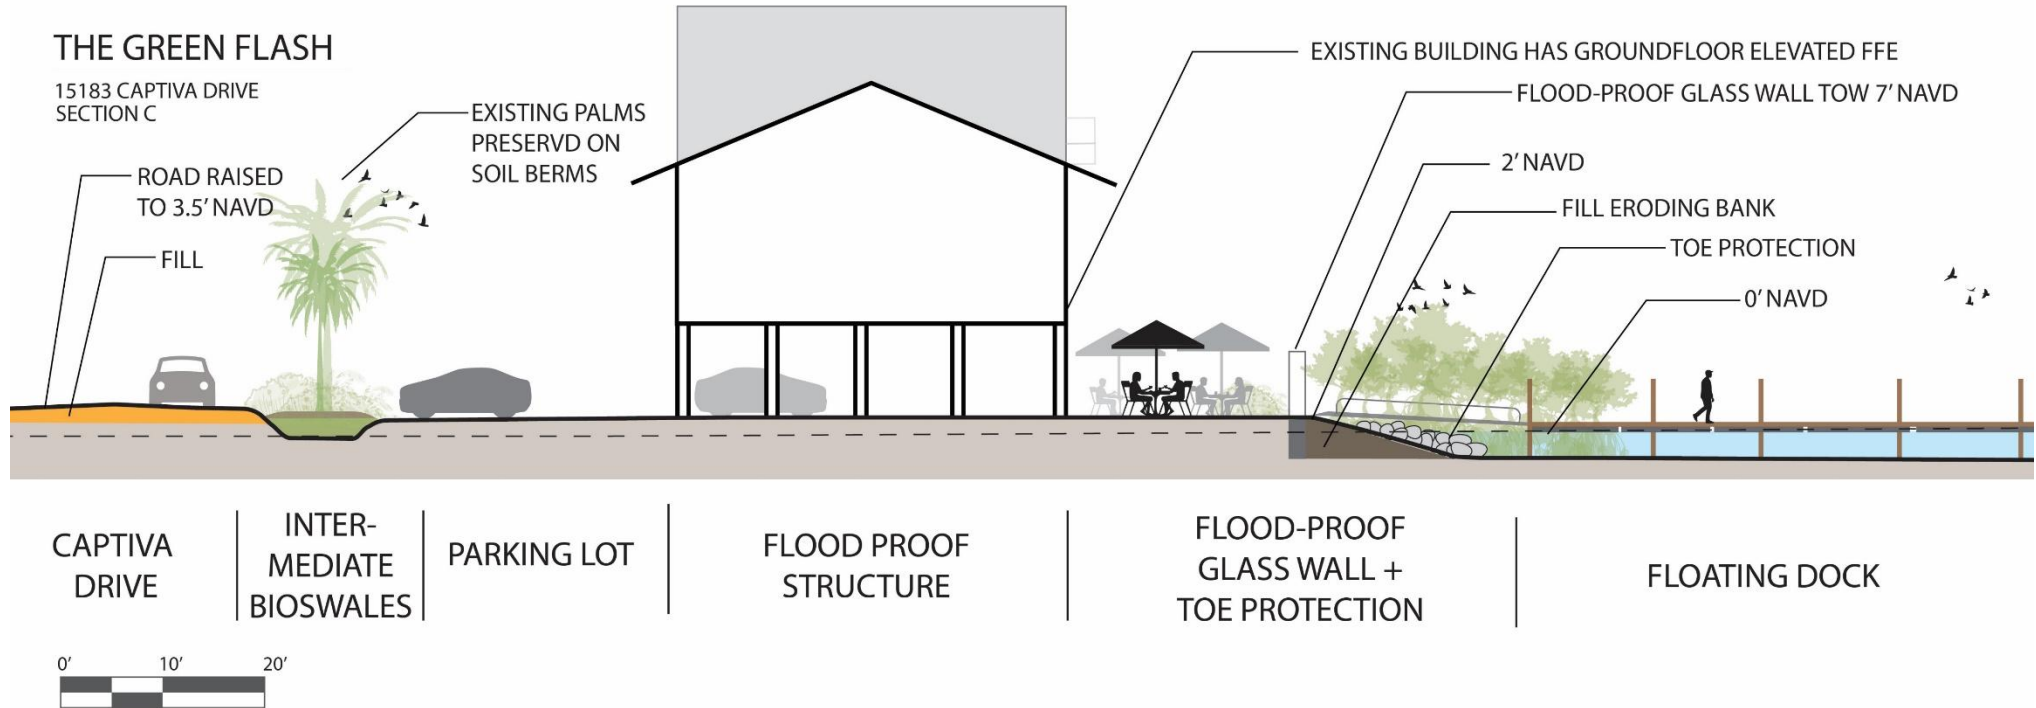 THE GREEN FLASH
15183 CAPTIVA DRIVE
SECTION C
ROAD RAISED
TO 3.5' NAVD
FILL
EXISTING PALMS
PRESERVD ON
SOIL BERMS
EXISTING BUILDING HAS GROUNDFLOOR ELEVATED FFE
FLOOD-PROOF GLASS WALL TOW 7' NAVD
2' NAVD
FILL ERODING BANK
TOE PROTECTION
0' NAVD
CAPTIVA
DRIVE
INTER-
MEDIATE
BIOSWALES
PARKING LOT
FLOOD PROOF
STRUCTURE
FLOOD-PROOF
GLASS WALL +
TOE PROTECTION
FLOATING DOCK
0' 10' 20'